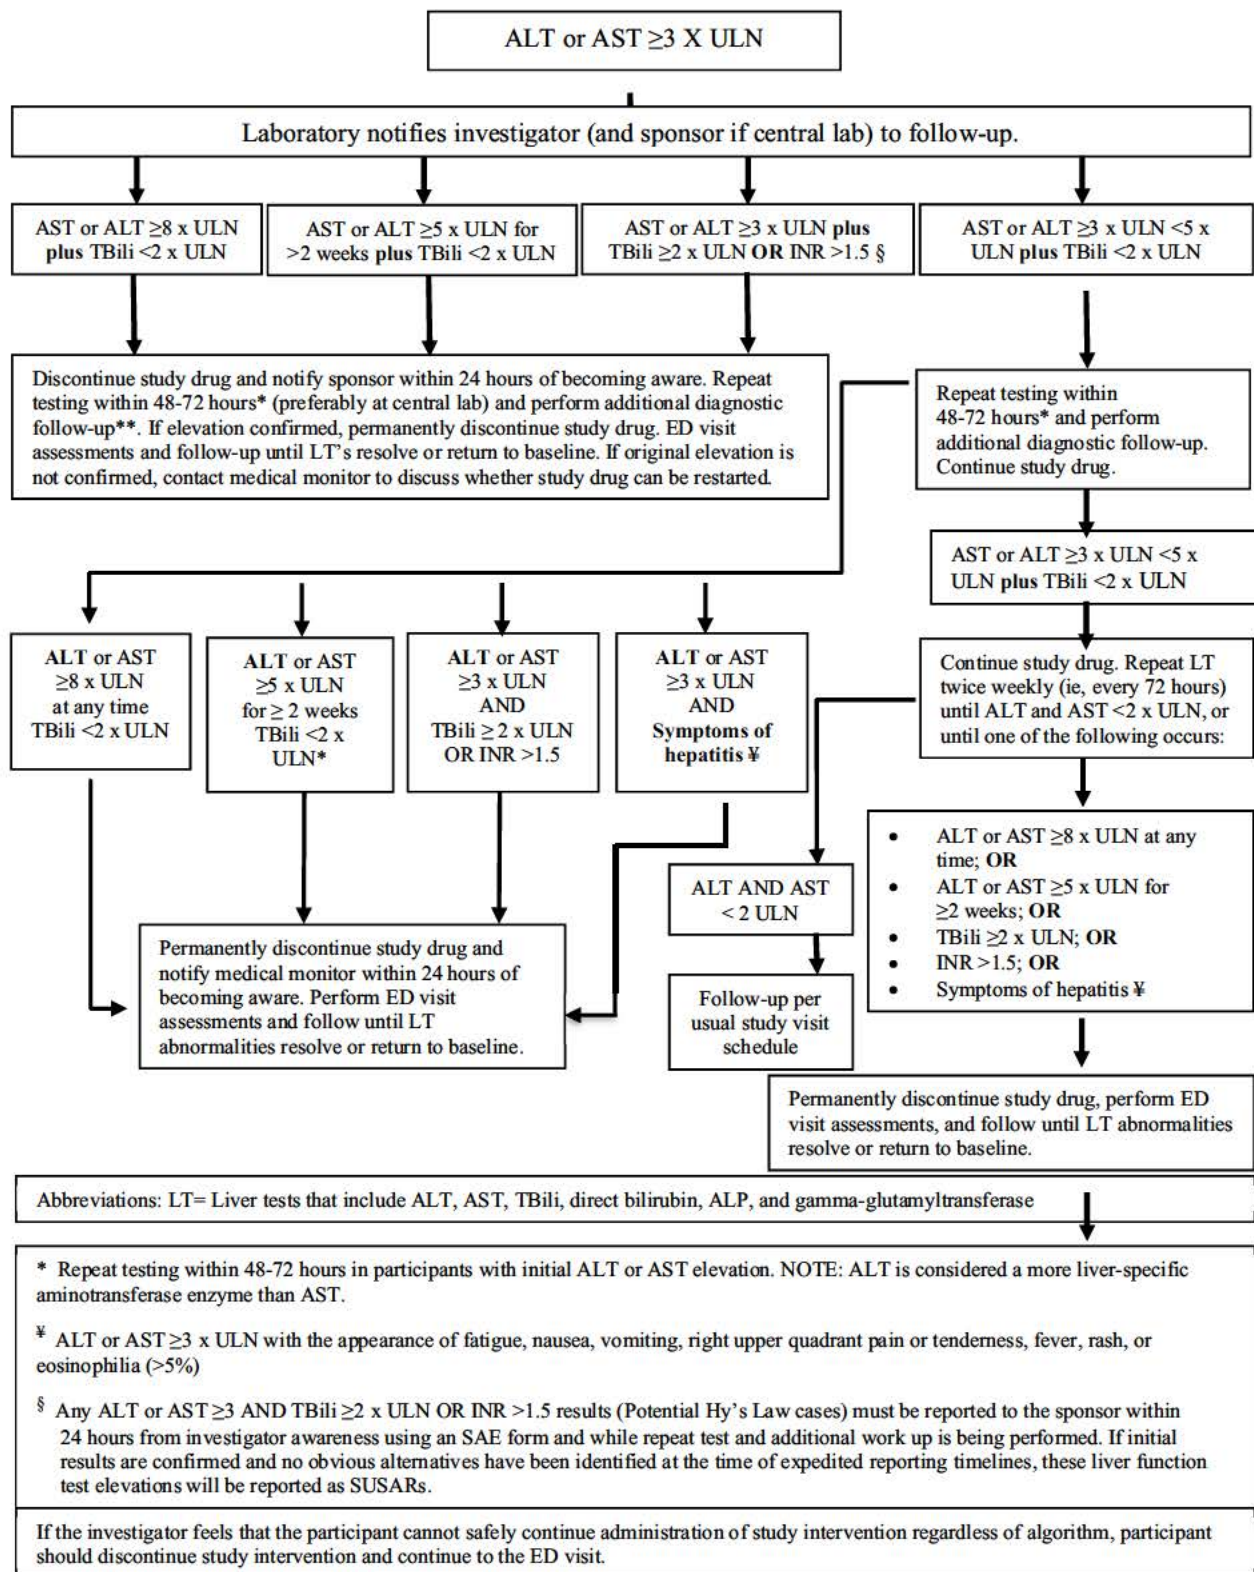 ALT or AST ≥3 X ULN
Laboratory notifies investigator (and sponsor if central lab) to follow-up.
AST or ALT ≥8 x ULN
plus TBili <2 x ULN
AST or ALT ≥5 x ULN for
>2 weeks plus TBili <2 x ULN
AST or ALT ≥3 x ULN plus
TBili ≥2 x ULN OR INR >1.5 §
AST or ALT ≥3 x ULN <5 x
ULN plus TBili <2 x ULN
Discontinue study drug and notify sponsor within 24 hours of becoming aware. Repeat
testing within 48-72 hours* (preferably at central lab) and perform additional diagnostic
follow-up**. If elevation confirmed, permanently discontinue study drug. ED visit
assessments and follow-up until LT's resolve or return to baseline. If original elevation is
not confirmed, contact medical monitor to discuss whether study drug can be restarted.
Repeat testing within
48-72 hours* and perform
additional diagnostic follow-up.
Continue study drug.
AST or ALT ≥3 x ULN <5 x
ULN plus TBili <2 x ULN
ALT or AST
≥8 x ULN
at any time
TBili <2 x ULN
ALT or AST
≥5 x ULN
for ≥ 2 weeks
TBili <2 x
ULN*
ALT or AST
≥3 x ULN
AND
TBili ≥ 2 x ULN
OR INR >1.5
ALT or AST
≥3 x ULN
AND
Symptoms of
hepatitis ¥
Continue study drug. Repeat LT
twice weekly (ie, every 72 hours)
until ALT and AST <2 x ULN, or
until one of the following occurs:
• ALT or AST ≥8 x ULN at any
time; OR
• ALT or AST ≥5 x ULN for
≥2 weeks; OR
• TBili ≥2 x ULN; OR
• INR >1.5; OR
• Symptoms of hepatitis ¥
ALT AND AST
< 2 ULN
Permanently discontinue study drug and
notify medical monitor within 24 hours of
becoming aware. Perform ED visit
assessments and follow until LT
abnormalities resolve or return to baseline.
Follow-up per
usual study visit
schedule
Permanently discontinue study drug, perform ED
visit assessments, and follow until LT abnormalities
resolve or return to baseline.
Abbreviations: LT= Liver tests that include ALT, AST, TBili, direct bilirubin, ALP, and gamma-glutamyltransferase
* Repeat testing within 48-72 hours in participants with initial ALT or AST elevation. NOTE: ALT is considered a more liver-specific
aminotransferase enzyme than AST.
¥ ALT or AST ≥3 x ULN with the appearance of fatigue, nausea, vomiting, right upper quadrant pain or tenderness, fever, rash, or
eosinophilia (>5%)
§ Any ALT or AST ≥3 AND TBili ≥2 x ULN OR INR >1.5 results (Potential Hy's Law cases) must be reported to the sponsor within
24 hours from investigator awareness using an SAE form and while repeat test and additional work up is being performed. If initial
results are confirmed and no obvious alternatives have been identified at the time of expedited reporting timelines, these liver function
test elevations will be reported as SUSARs.
If the investigator feels that the participant cannot safely continue administration of study intervention regardless of algorithm, participant
should discontinue study intervention and continue to the ED visit.